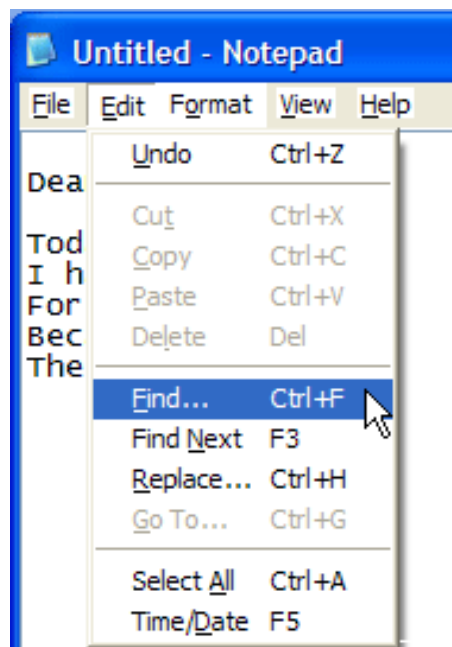 Untitled - Notepad
File Edit Format View Help
Undo Ctrl+Z
Dea
Cut Ctrl+X
Tod
Copy Ctrl+C
I h
Paste Ctrl+V
For
Delete Del
Bec
The
Find... Ctrl+F
Find Next F3
Replace... Ctrl+H
Go To... Ctrl+G
Select All Ctrl+A
Time/Date F5